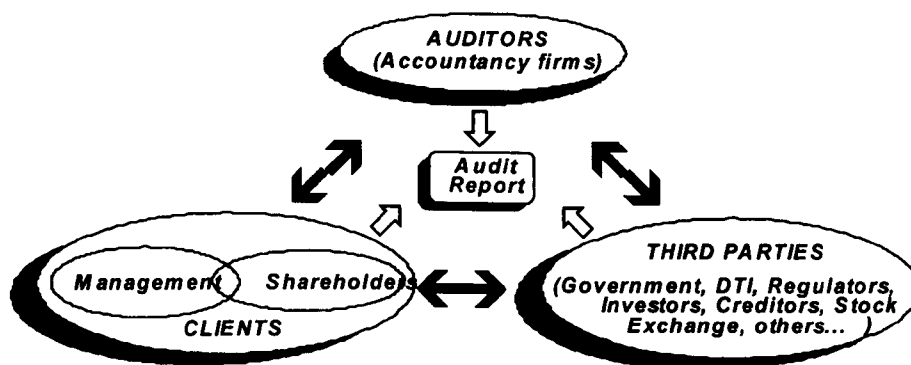 AUDITORS
(Accountancy firms)
Audit
Report
Management
Shareholders
CLIENTS
THIRD PARTIES
(Government, DTI, Regulators,
Investors, Creditors, Stock
Exchange, others... )